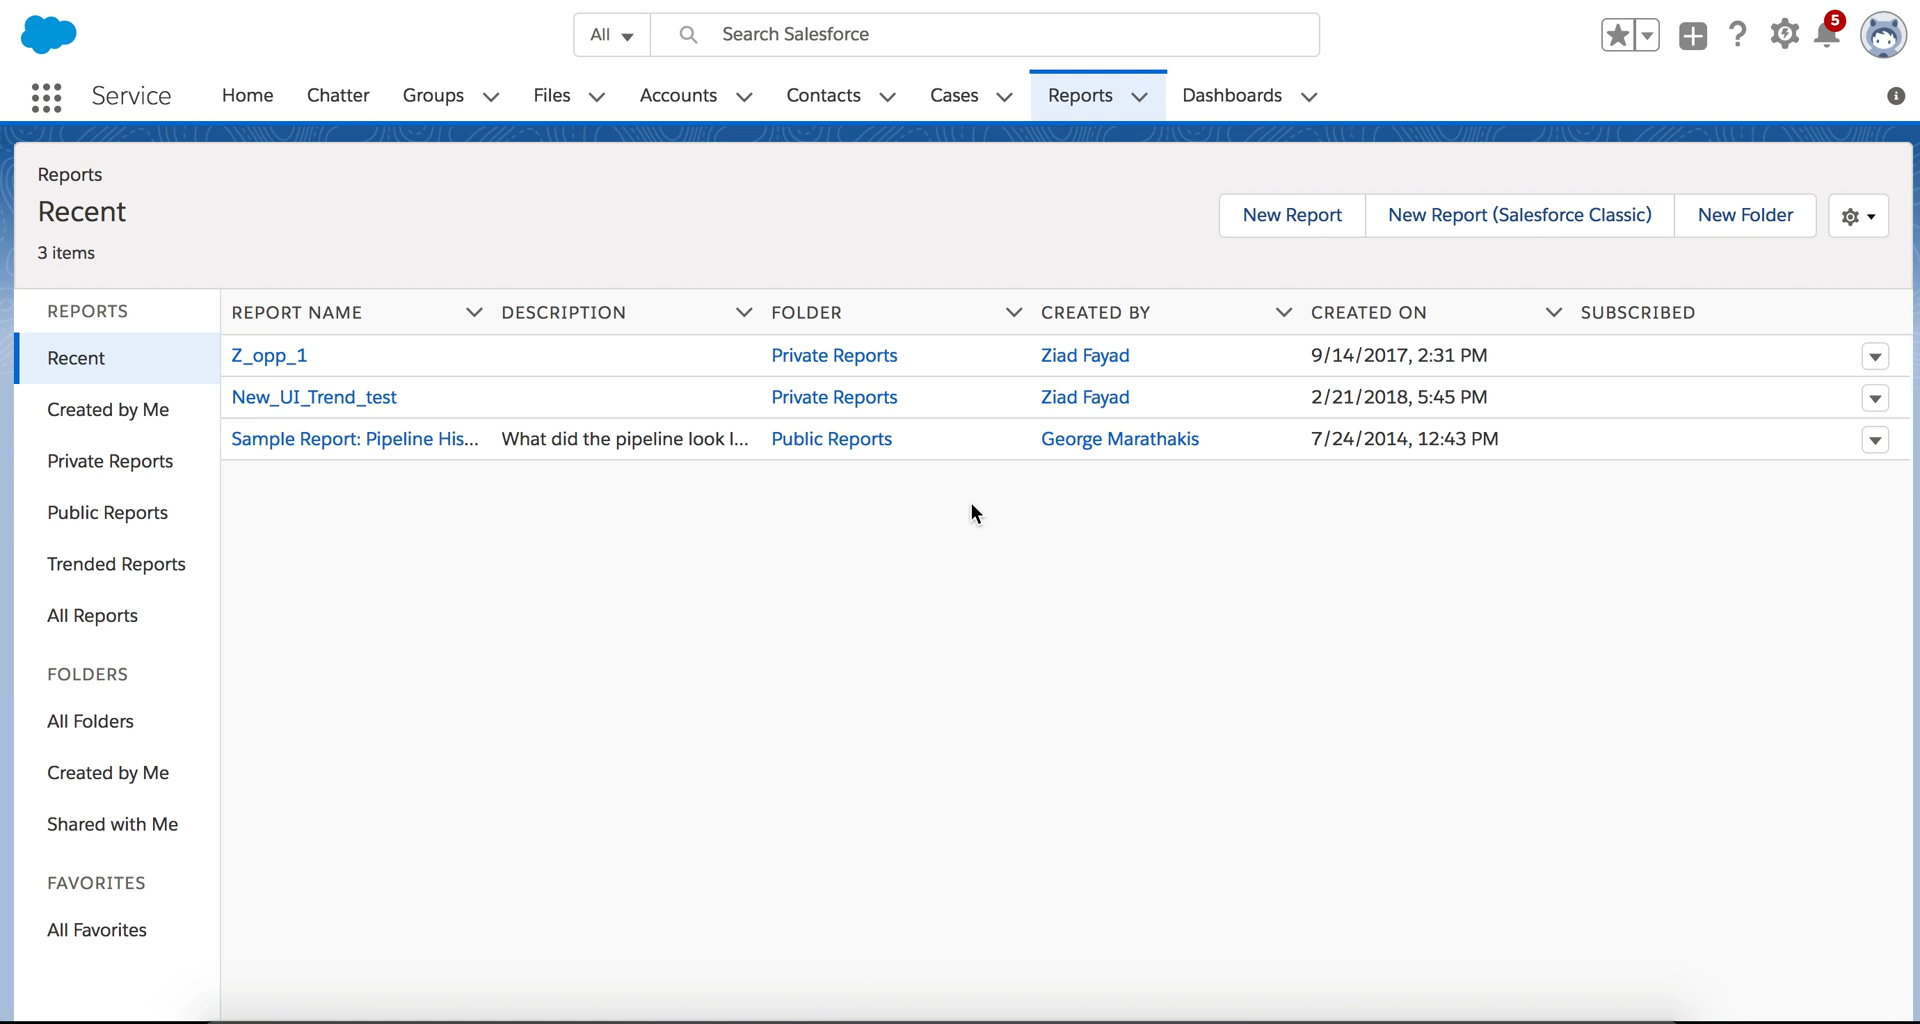 All Search Salesforce 5
Service Home Chatter Groups Files Accounts Contacts Cases Reports Dashboards
Reports
Recent
3 items
New Report New Report (Salesforce Classic) New Folder
REPORTS REPORT NAME DESCRIPTION FOLDER CREATED BY CREATED ON SUBSCRIBED
Recent Z_opp_1 Private Reports Ziad Fayad 9/14/2017, 2:31 PM
New_UI_Trend_test Private Reports Ziad Fayad 2/21/2018, 5:45 PM
Created by Me
Sample Report: Pipeline His... What did the pipeline look l... Public Reports George Marathakis 7/24/2014, 12:43 PM
Private Reports
Public Reports
Trended Reports
All Reports
FOLDERS
All Folders
Created by Me
Shared with Me
FAVORITES
All Favorites